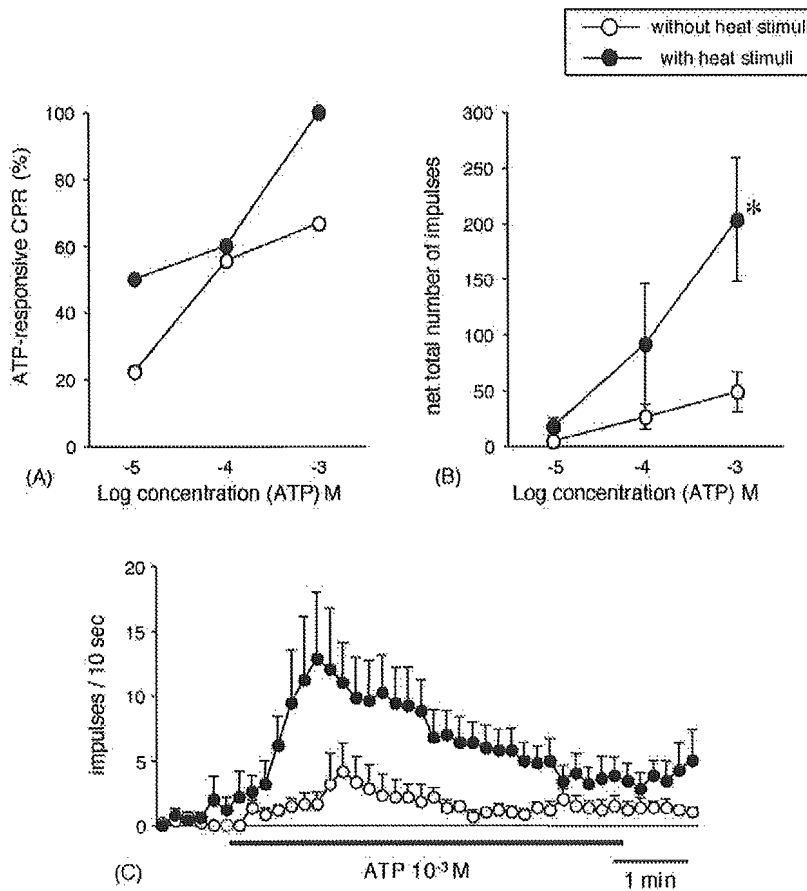 without heat stimuli
with heat stimuli
100
80
60
40
20
0
ATP-responsive CPR (%)
-5 -4 -3
(A)
Log concentration (ATP) M
300
250
200
150
100
50
0
net total number of impulses
*
-5 -4 -3
(B)
Log concentration (ATP) M
20
15
10
5
0
impulses / 10 sec
(C)
ATP 10-3M
1 min